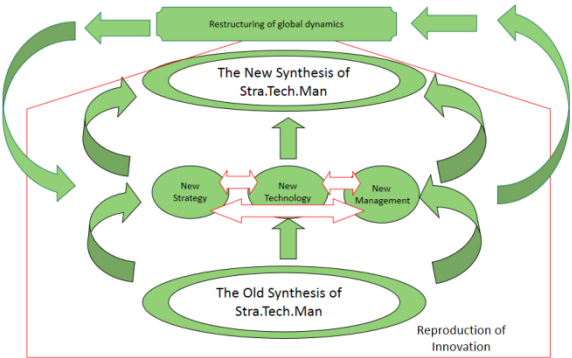 Restructuring of global dynamics
The New Synthesis of
Stra.Tech.Man
New
Strategy
New
Technology
New
Management
The Old Synthesis of
Stra.Tech.Man
Reproduction of
Innovation